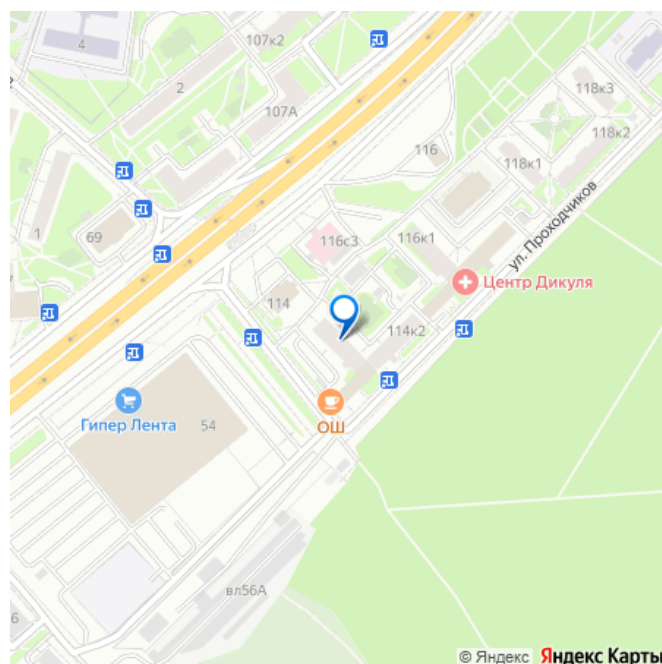 4
107к2
2
107А
118к3
118к2
118к1
116
1
69
116с3
116к1
ул. Проходчиков
Центр Дикуля
114
114к2
Гипер Лента
54
ОШ
вл56А
6
© Яндекс Яндекс Карты